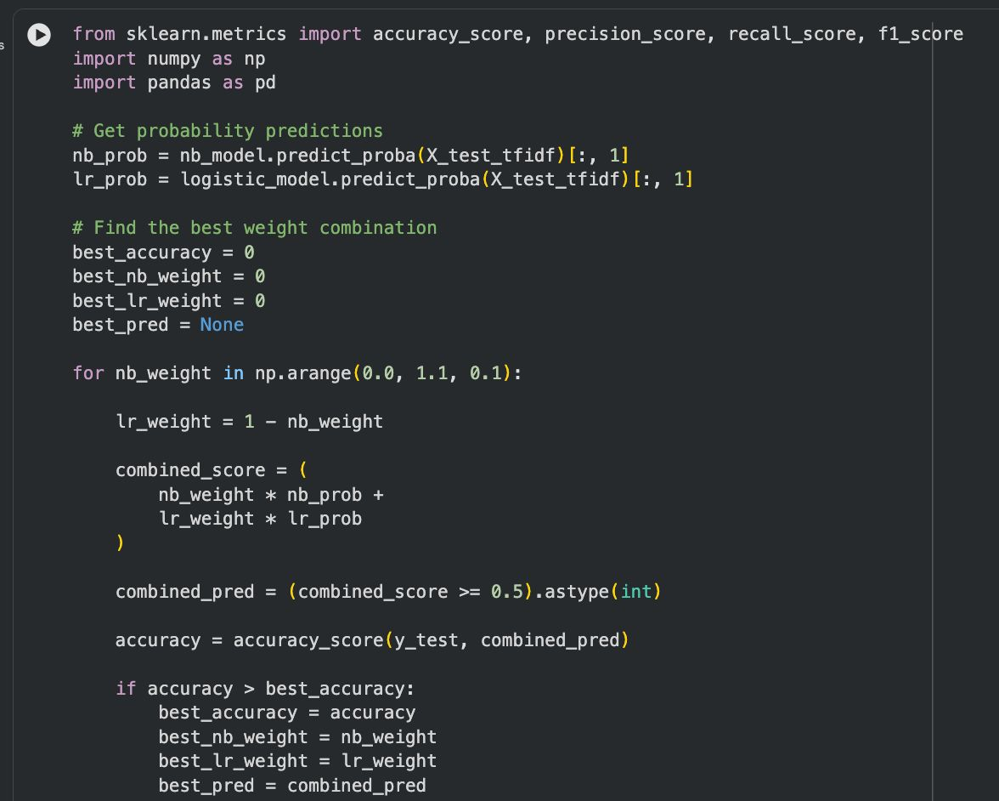 from sklearn.metrics import accuracy_score, precision_score, recall_score, f1_score
import numpy as np
import pandas as pd

# Get probability predictions
nb_prob = nb_model.predict_proba(X_test_tfidf)[:, 1]
lr_prob = logistic_model.predict_proba(X_test_tfidf)[:, 1]

# Find the best weight combination
best_accuracy = 0
best_nb_weight = 0
best_lr_weight = 0
best_pred = None

for nb_weight in np.arange(0.0, 1.1, 0.1):

    lr_weight = 1 - nb_weight

    combined_score = (
        nb_weight * nb_prob +
        lr_weight * lr_prob
    )

    combined_pred = (combined_score >= 0.5).astype(int)

    accuracy = accuracy_score(y_test, combined_pred)

    if accuracy > best_accuracy:
        best_accuracy = accuracy
        best_nb_weight = nb_weight
        best_lr_weight = lr_weight
        best_pred = combined_pred